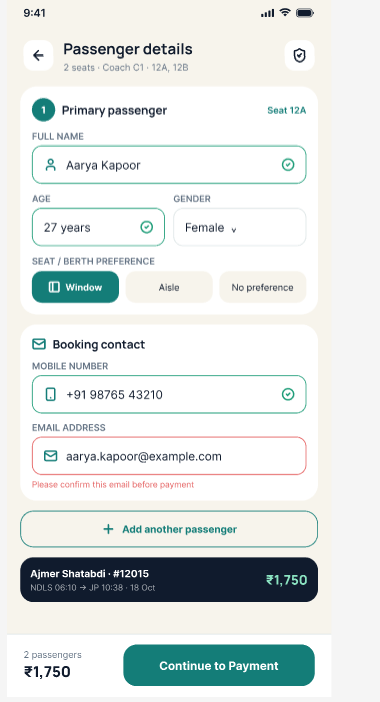 9:41
Passenger details
2 seats · Coach C1 · 12A, 12B
1 Primary passenger Seat 12A
FULL NAME
Aarya Kapoor
AGE GENDER
27 years Female
SEAT / BERTH PREFERENCE
Window Aisle No preference
Booking contact
MOBILE NUMBER
+91 98765 43210
EMAIL ADDRESS
aarya.kapoor@example.com
Please confirm this email before payment
+ Add another passenger
Ajmer Shatabdi · #12015 ₹1,750
NDLS 06:10 → JP 10:38 · 18 Oct
2 passengers
₹1,750
Continue to Payment